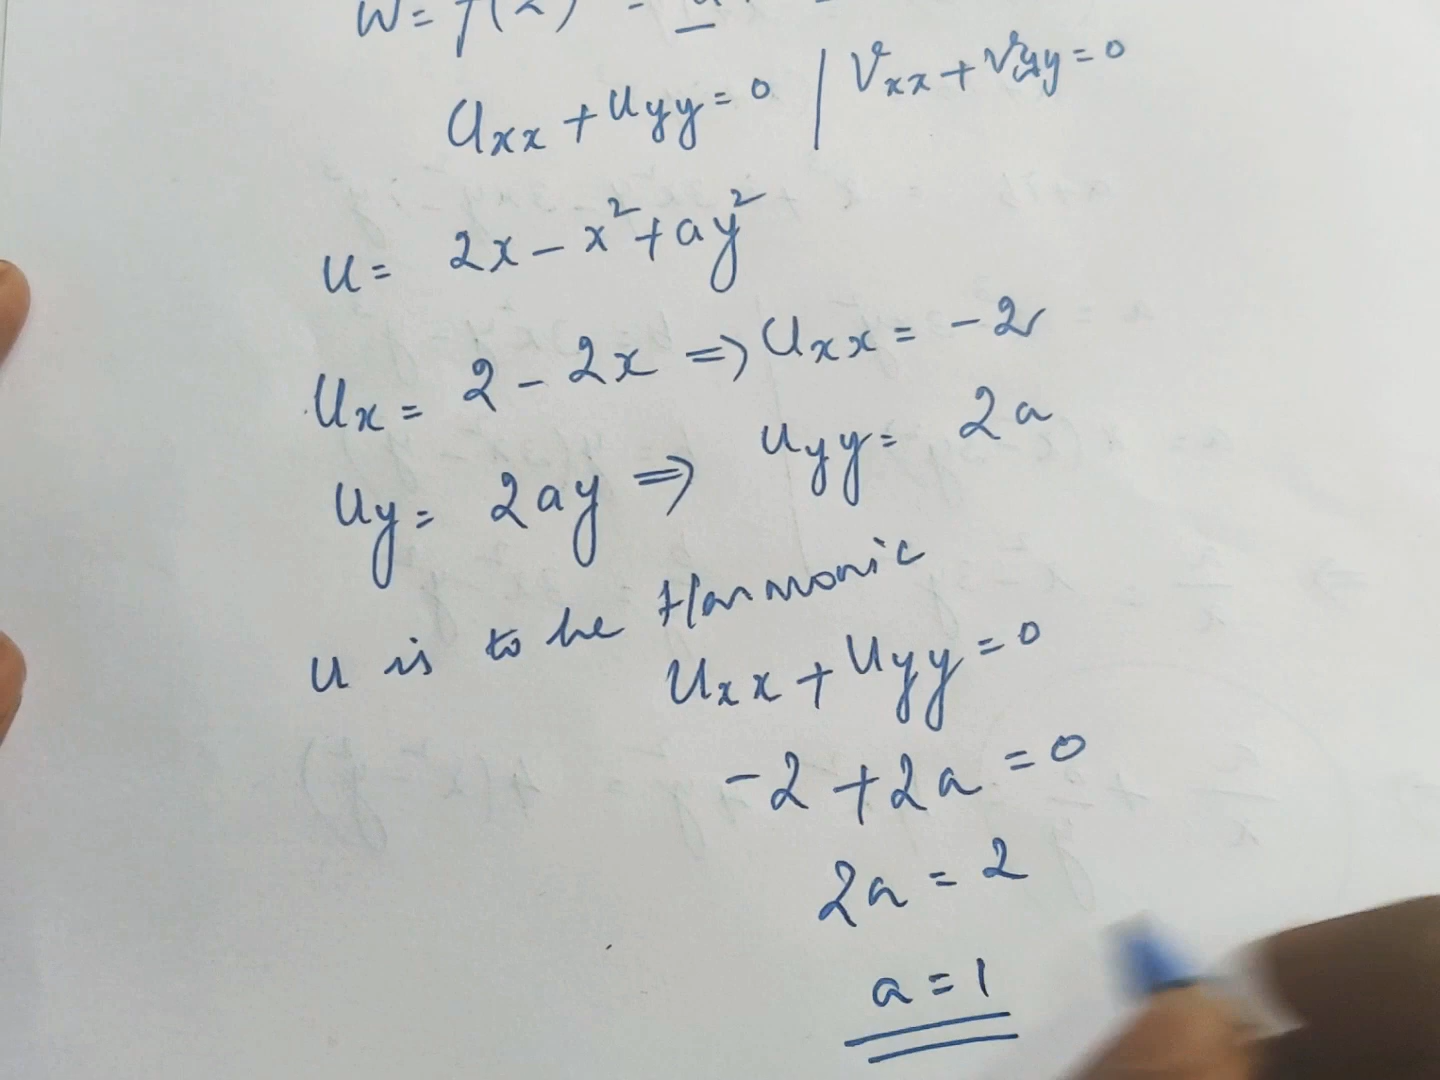 W = f(z) =
Uxx + Uyy = 0 | Vxx + Vyy = 0
U = 2x - x² + ay²
Ux = 2 - 2x ⇒ Uxx = -2
Uy = 2ay ⇒ Uyy = 2a
U is to be Harmonic
Uxx + Uyy = 0
-2 + 2a = 0
2a = 2
a = 1